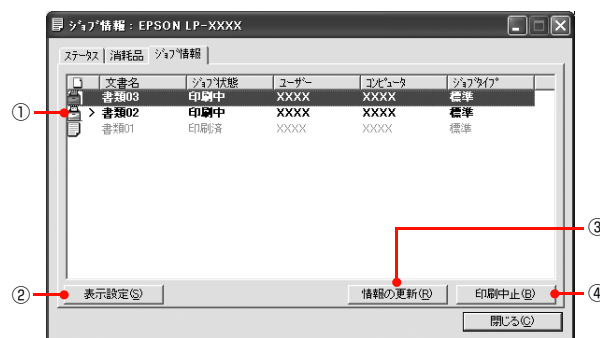 ｼﾞｮﾌﾞ情報 : EPSON LP-XXXX
ｽﾃｰﾀｽ 消耗品 ｼﾞｮﾌﾞ情報
文書名 ｼﾞｮﾌﾞ状態 ﾕｰｻﾞｰ ｺﾝﾋﾟｭｰﾀ ｼﾞｮﾌﾞﾀｲﾌﾟ
書類03 印刷中 XXXX XXXX 標準
① > 書類02 印刷中 XXXX XXXX 標準
書類01 印刷済 XXXX XXXX 標準
③
② 表示設定(S) 情報の更新(R) 印刷中止(B) ④
閉じる(C)